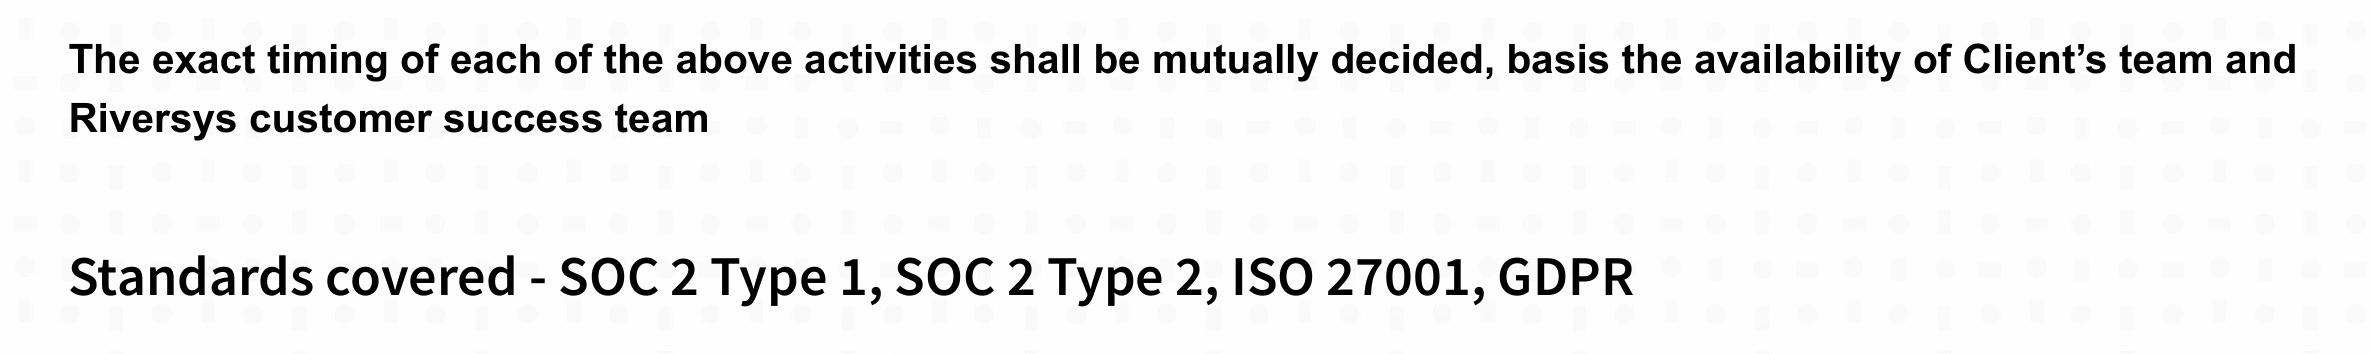 The exact timing of each of the above activities shall be mutually decided, basis the availability of Client’s team and
Riversys customer success team
Standards covered - SOC 2 Type 1, SOC 2 Type 2, ISO 27001, GDPR